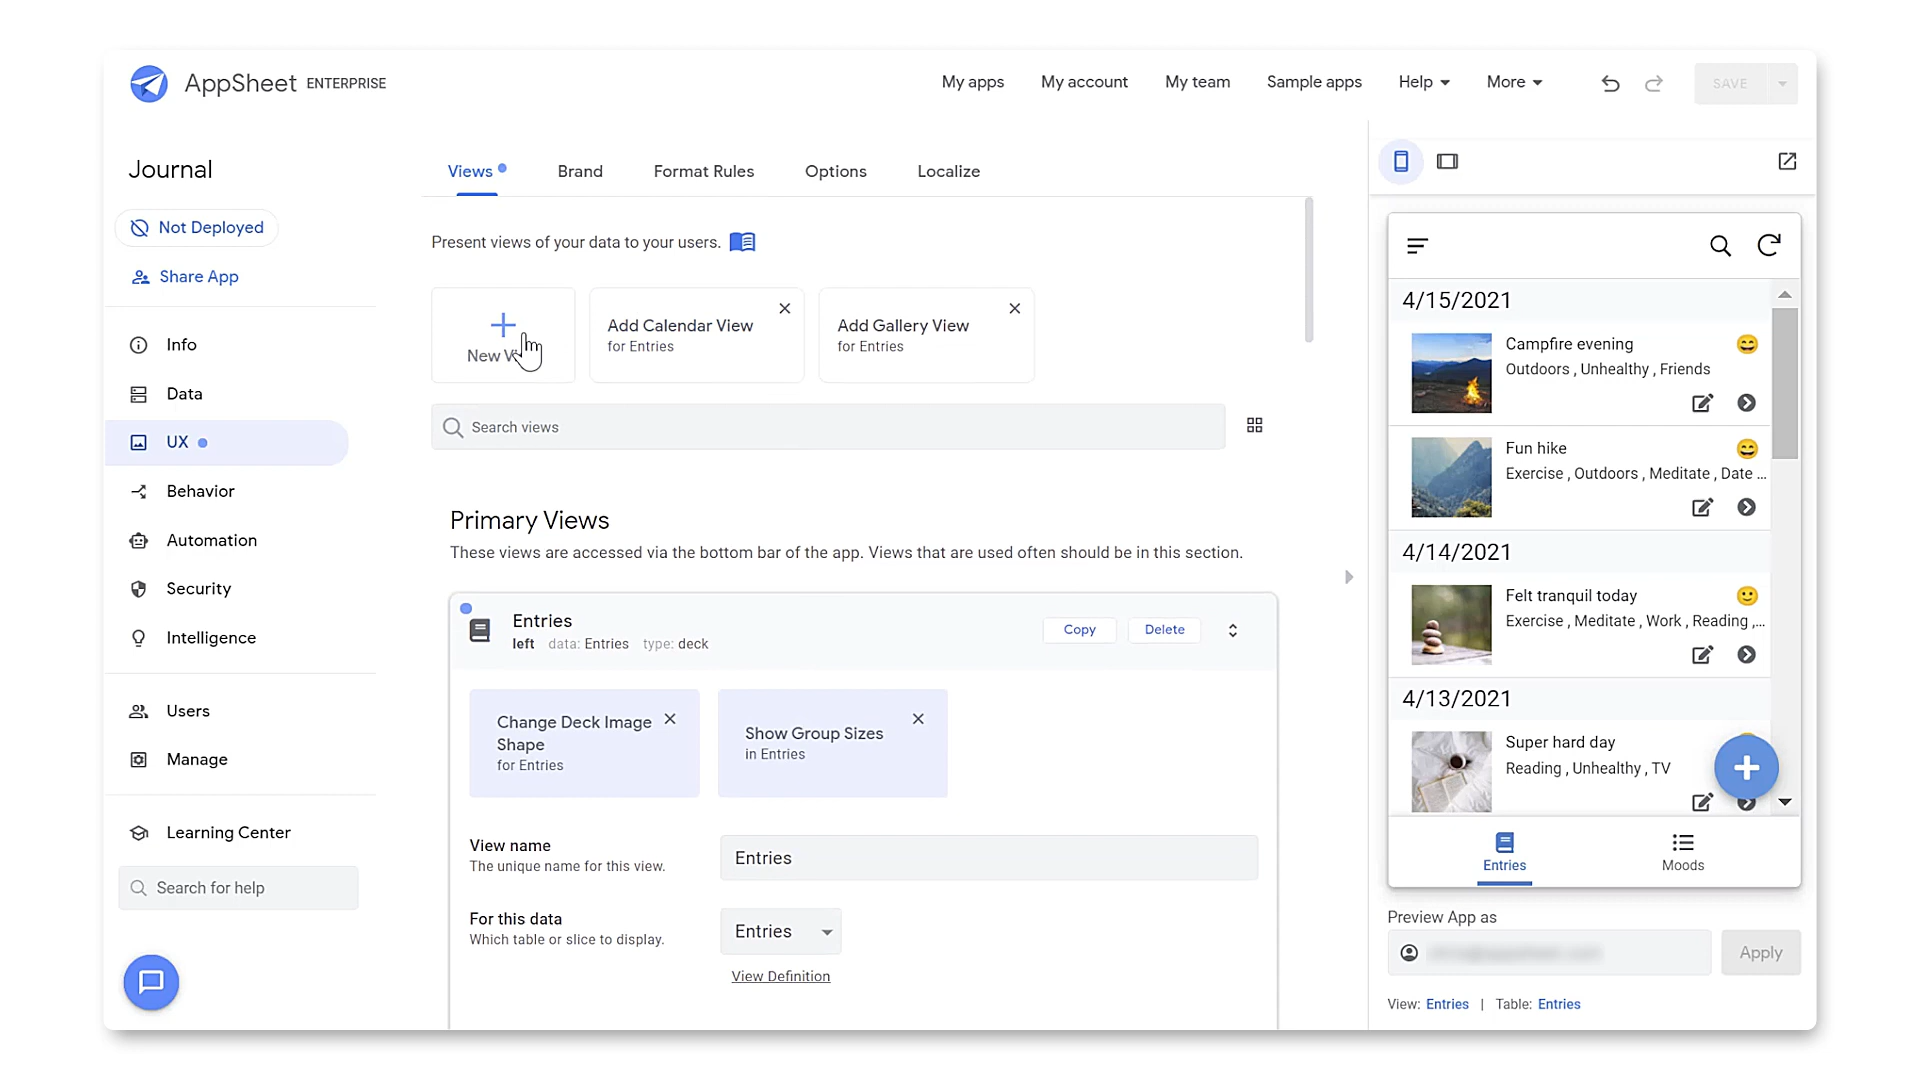 AppSheet ENTERPRISE
My apps
My account
My team
Sample apps
Help
More
SAVE
Journal
Not Deployed
Share App
Info
Data
UX
Behavior
Automation
Security
Intelligence
Users
Manage
Learning Center
Search for help
Views
Brand
Format Rules
Options
Localize
Present views of your data to your users.
New
Add Calendar View
for Entries
Add Gallery View
for Entries
Search views
Primary Views
These views are accessed via the bottom bar of the app. Views that are used often should be in this section.
Entries
left data: Entries type: deck
Copy
Delete
Change Deck Image
Shape
for Entries
Show Group Sizes
in Entries
View name
The unique name for this view.
Entries
For this data
Which table or slice to display.
Entries
View Definition
4/15/2021
Campfire evening
Outdoors , Unhealthy , Friends
Fun hike
Exercise , Outdoors , Meditate , Date ...
4/14/2021
Felt tranquil today
Exercise , Meditate , Work , Reading ,...
4/13/2021
Super hard day
Reading , Unhealthy , TV
Entries
Moods
Preview App as
Apply
View: Entries | Table: Entries